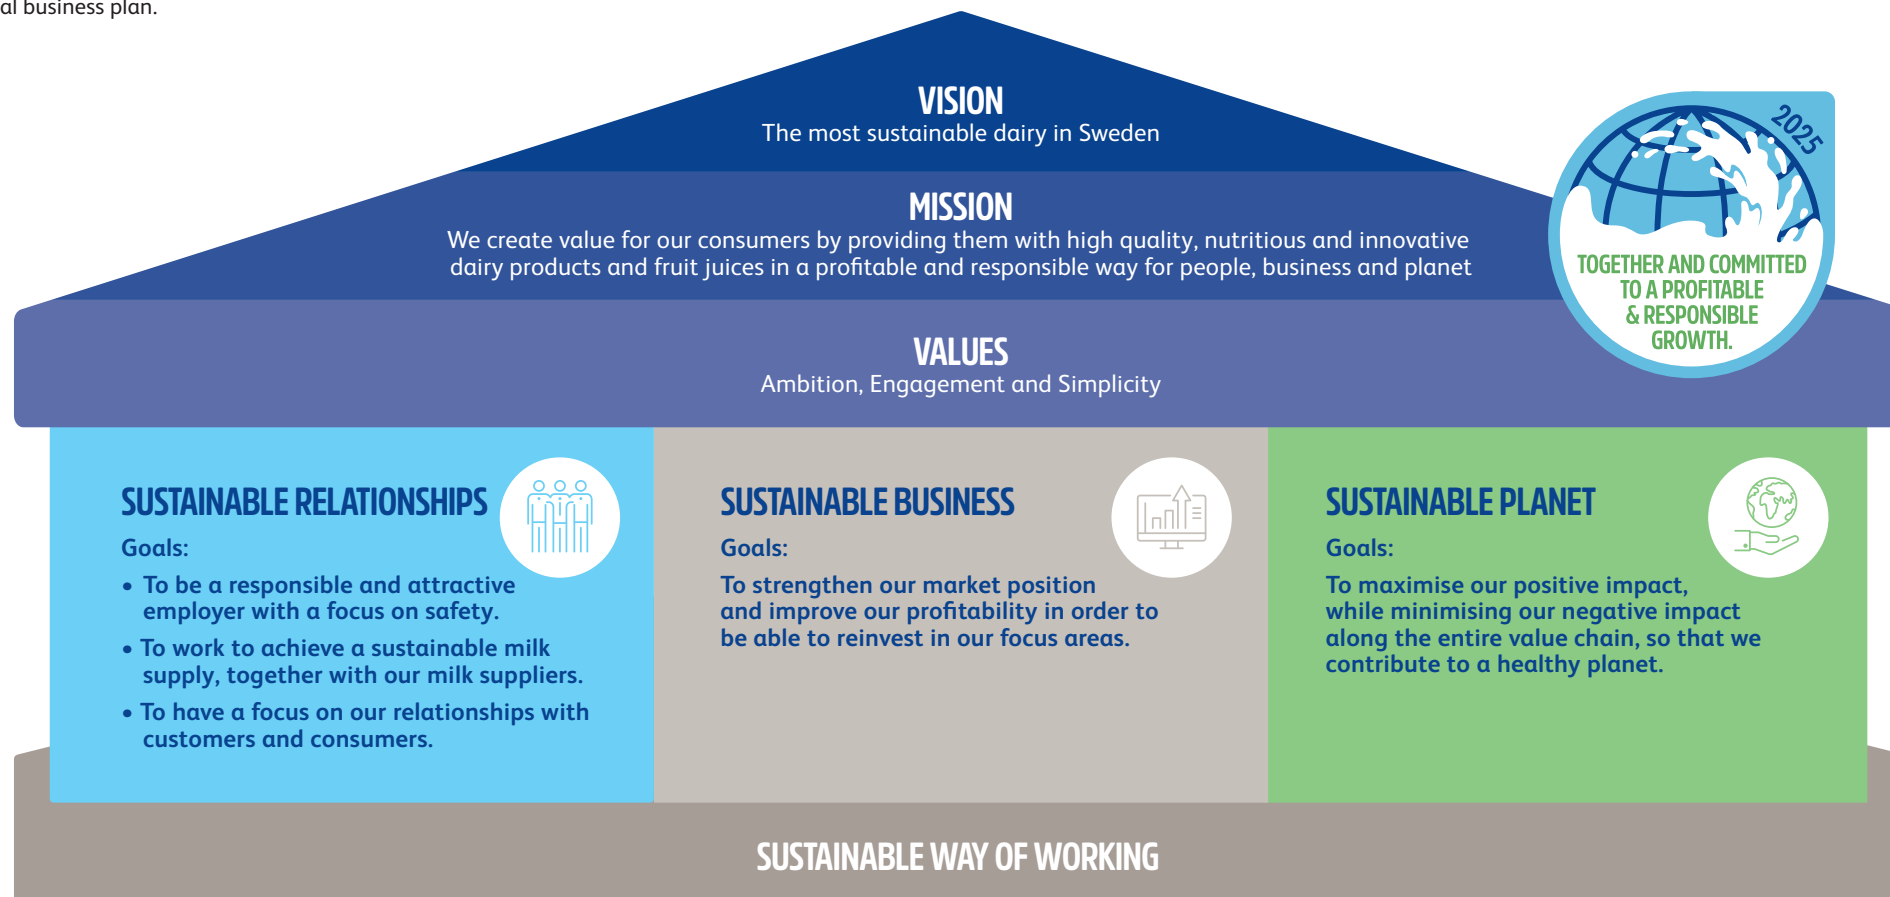 al business plan.
VISION
The most sustainable dairy in Sweden
MISSION
We create value for our consumers by providing them with high quality, nutritious and innovative
dairy products and fruit juices in a profitable and responsible way for people, business and planet
2025
TOGETHER AND COMMITTED
TO A PROFITABLE
& RESPONSIBLE
GROWTH.
VALUES
Ambition, Engagement and Simplicity
SUSTAINABLE RELATIONSHIPS
Goals:
• To be a responsible and attractive
employer with a focus on safety.
• To work to achieve a sustainable milk
supply, together with our milk suppliers.
• To have a focus on our relationships with
customers and consumers.
SUSTAINABLE BUSINESS
Goals:
To strengthen our market position
and improve our profitability in order to
be able to reinvest in our focus areas.
SUSTAINABLE PLANET
Goals:
To maximise our positive impact,
while minimising our negative impact
along the entire value chain, so that we
contribute to a healthy planet.
SUSTAINABLE WAY OF WORKING